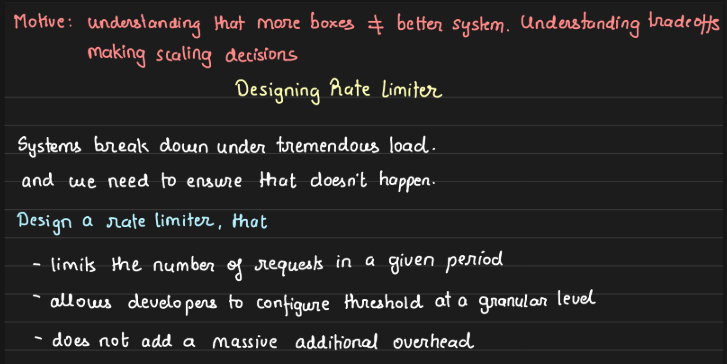 Motive: understanding that more boxes ≠ better system. Understanding tradeoffs
making scaling decisions
Designing Rate Limiter
Systems break down under tremendous load.
and we need to ensure that doesn't happen.
Design a rate limiter, that
- limits the number of requests in a given period
- allows developers to configure threshold at a granular level
- does not add a massive additional overhead